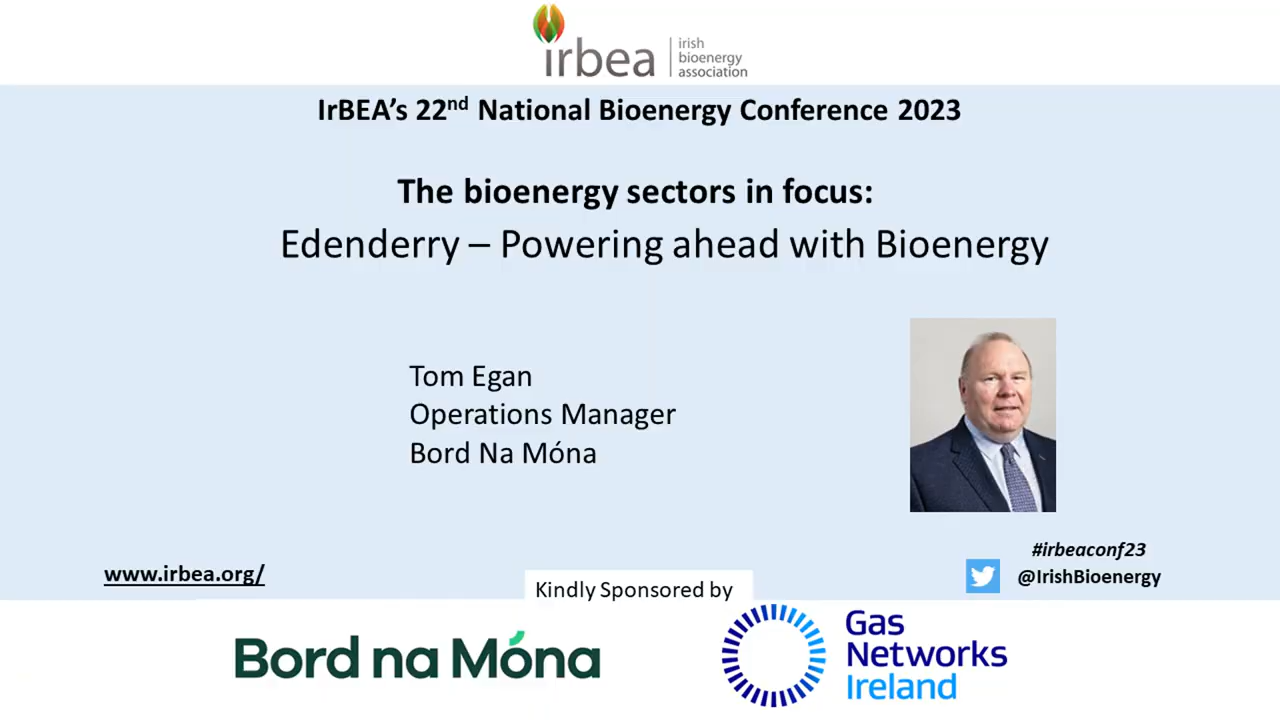 irbea
irish
bioenergy
association
IrBEA's 22nd National Bioenergy Conference 2023
The bioenergy sectors in focus:
Edenderry – Powering ahead with Bioenergy
Tom Egan
Operations Manager
Bord Na Móna
#irbeaconf23
www.irbea.org/
@IrishBioenergy
Kindly Sponsored by
Bord na Móna
Gas
Networks
Ireland